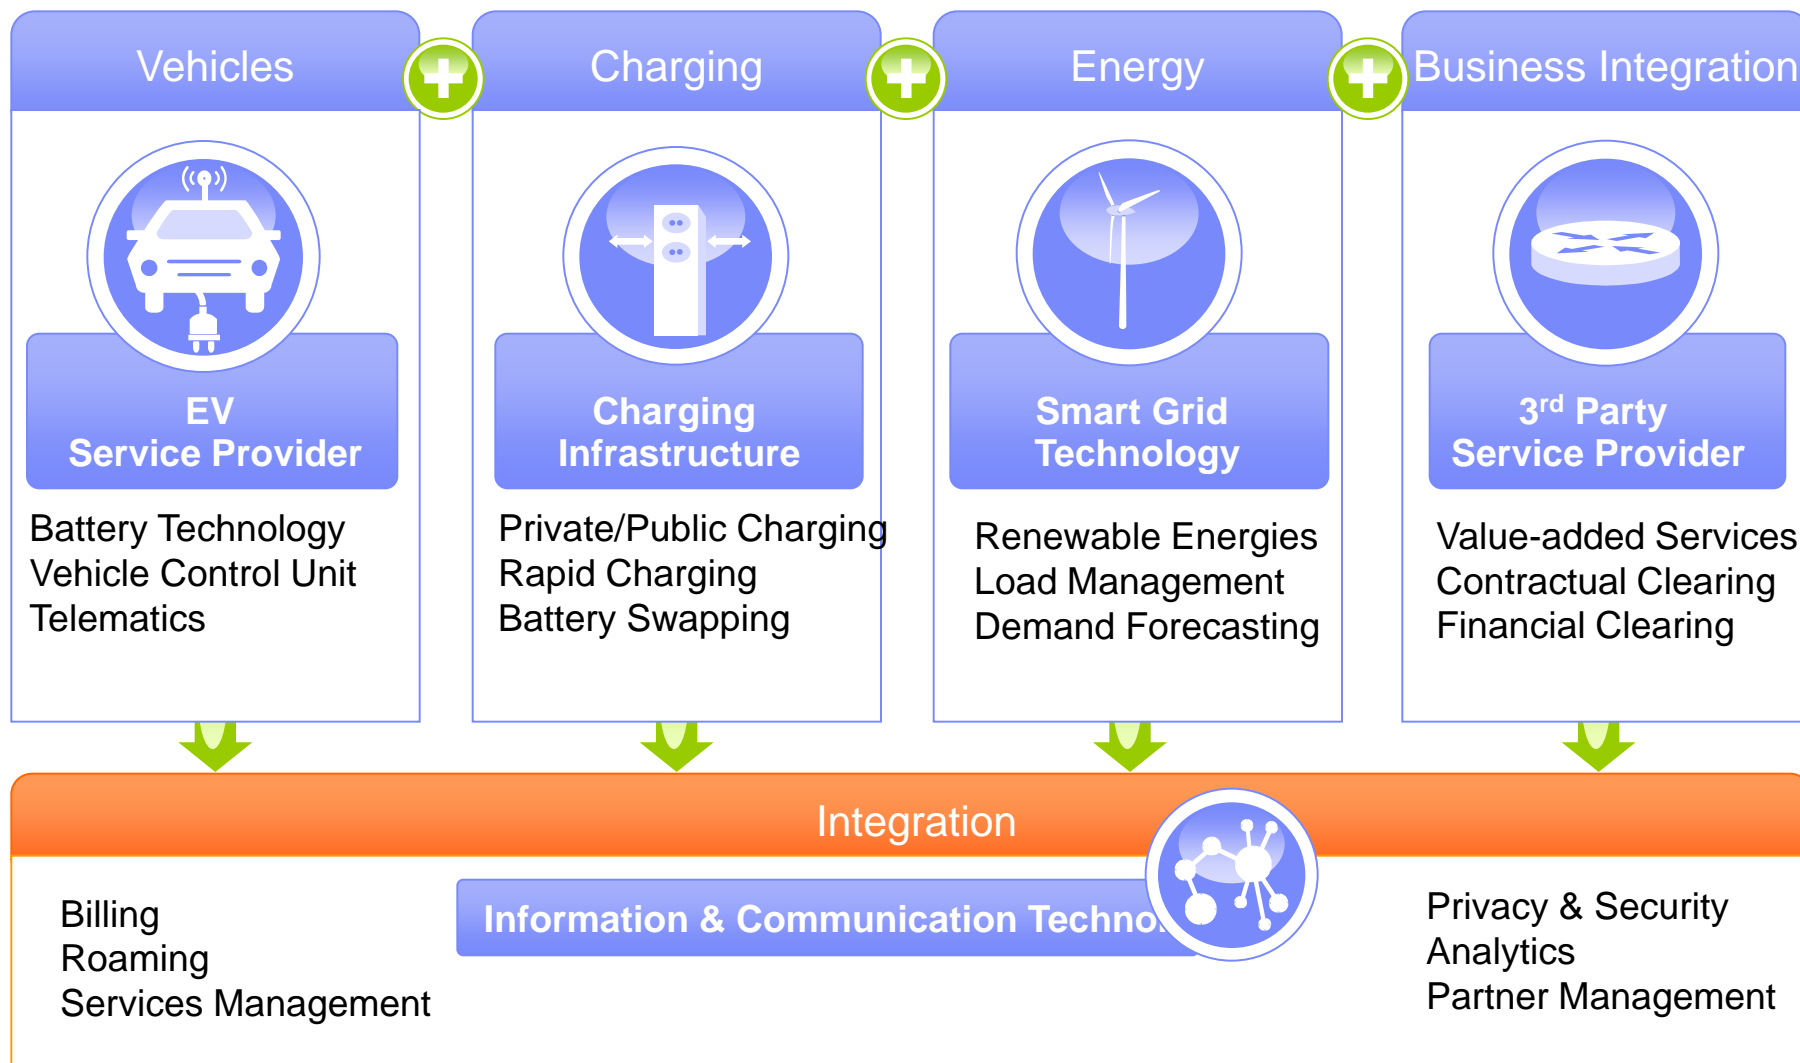 Vehicles
Charging
Energy
Business Integration
EV
Service Provider
Battery Technology
Vehicle Control Unit
Telematics
Charging
Infrastructure
Private/Public Charging
Rapid Charging
Battery Swapping
Smart Grid
Technology
Renewable Energies
Load Management
Demand Forecasting
3rd Party
Service Provider
Value-added Services
Contractual Clearing
Financial Clearing
Integration
Billing
Roaming
Services Management
Information & Communication
Privacy & Security
Analytics
Partner Management